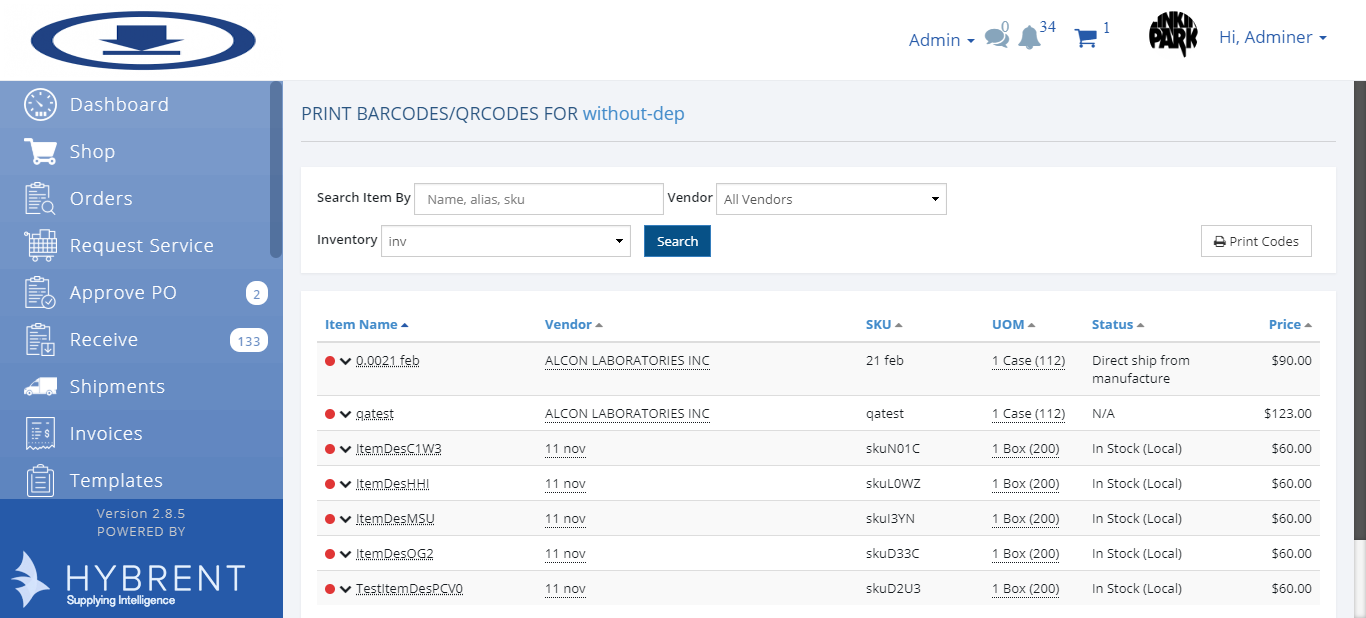 Admin 0 34 1 LINKIN PARK Hi, Adminer
Dashboard
Shop
Orders
Request Service
Approve PO 2
Receive 133
Shipments
Invoices
Templates
Version 2.8.5
POWERED BY
HYBRENT
Supplying Intelligence
PRINT BARCODES/QRCODES FOR without-dep
Search Item By Name, alias, sku Vendor All Vendors
Inventory inv Search Print Codes
Item Name Vendor SKU UOM Status Price
0.0021 feb ALCON LABORATORIES INC 21 feb 1 Case (112) Direct ship from $90.00
manufacture
qatest ALCON LABORATORIES INC qatest 1 Case (112) N/A $123.00
ItemDesC1W3 11 nov skuN01C 1 Box (200) In Stock (Local) $60.00
ItemDesHHI 11 nov skuL0WZ 1 Box (200) In Stock (Local) $60.00
ItemDesMSU 11 nov skuI3YN 1 Box (200) In Stock (Local) $60.00
ItemDesOG2 11 nov skuD33C 1 Box (200) In Stock (Local) $60.00
TestItemDesPCV0 11 nov skuD2U3 1 Box (200) In Stock (Local) $60.00